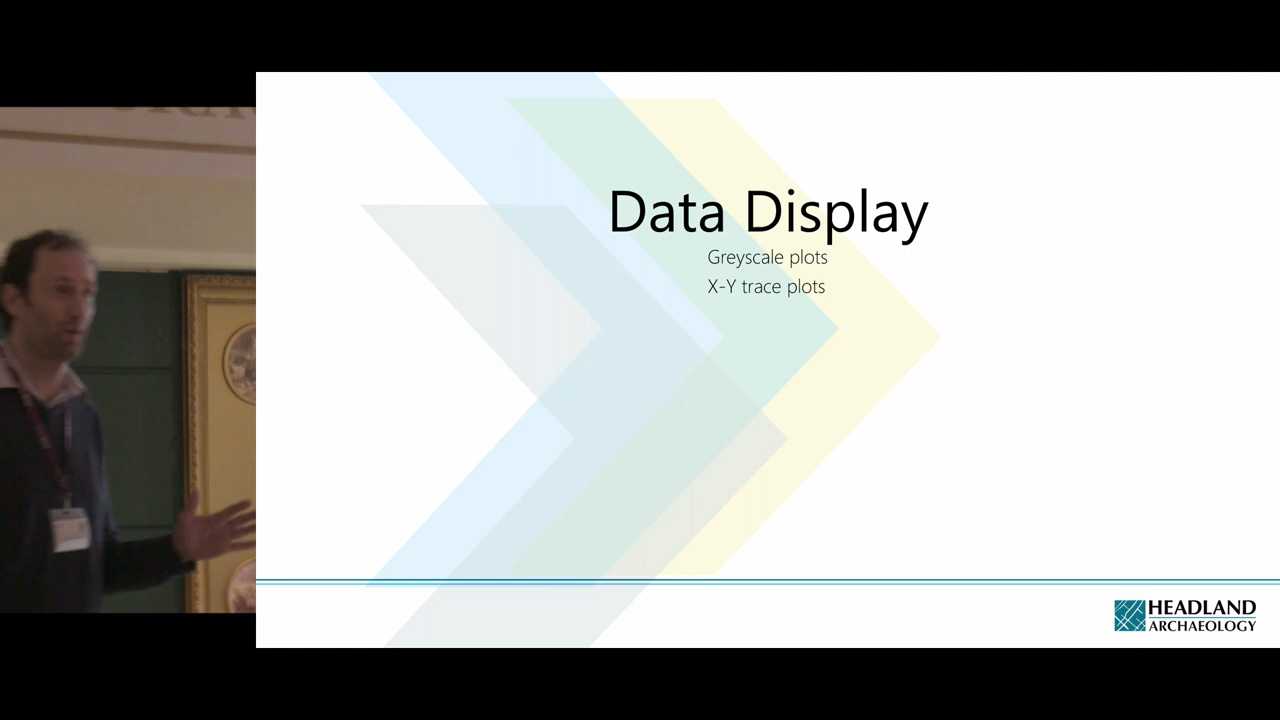 Data Display
Greyscale plots
X-Y trace plots
HEADLAND
ARCHAEOLOGY